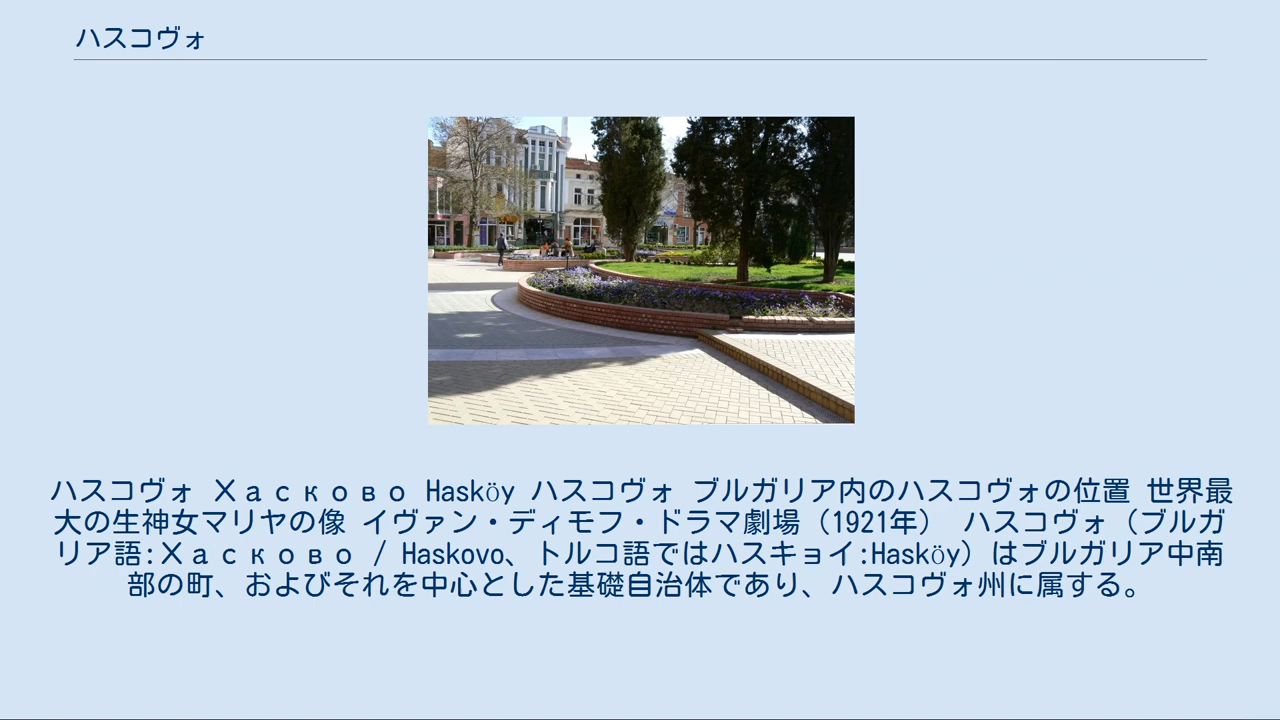 ハスコヴォ
ハスコヴォ Хасково Hasköy ハスコヴォ ブルガリア内のハスコヴォの位置 世界最
大の生神女マリヤの像 イヴァン・ディモフ・ドラマ劇場（1921年） ハスコヴォ（ブルガ
リア語:Хасково / Haskovo、トルコ語ではハスキョイ:Hasköy）はブルガリア中南
部の町、およびそれを中心とした基礎自治体であり、ハスコヴォ州に属する。